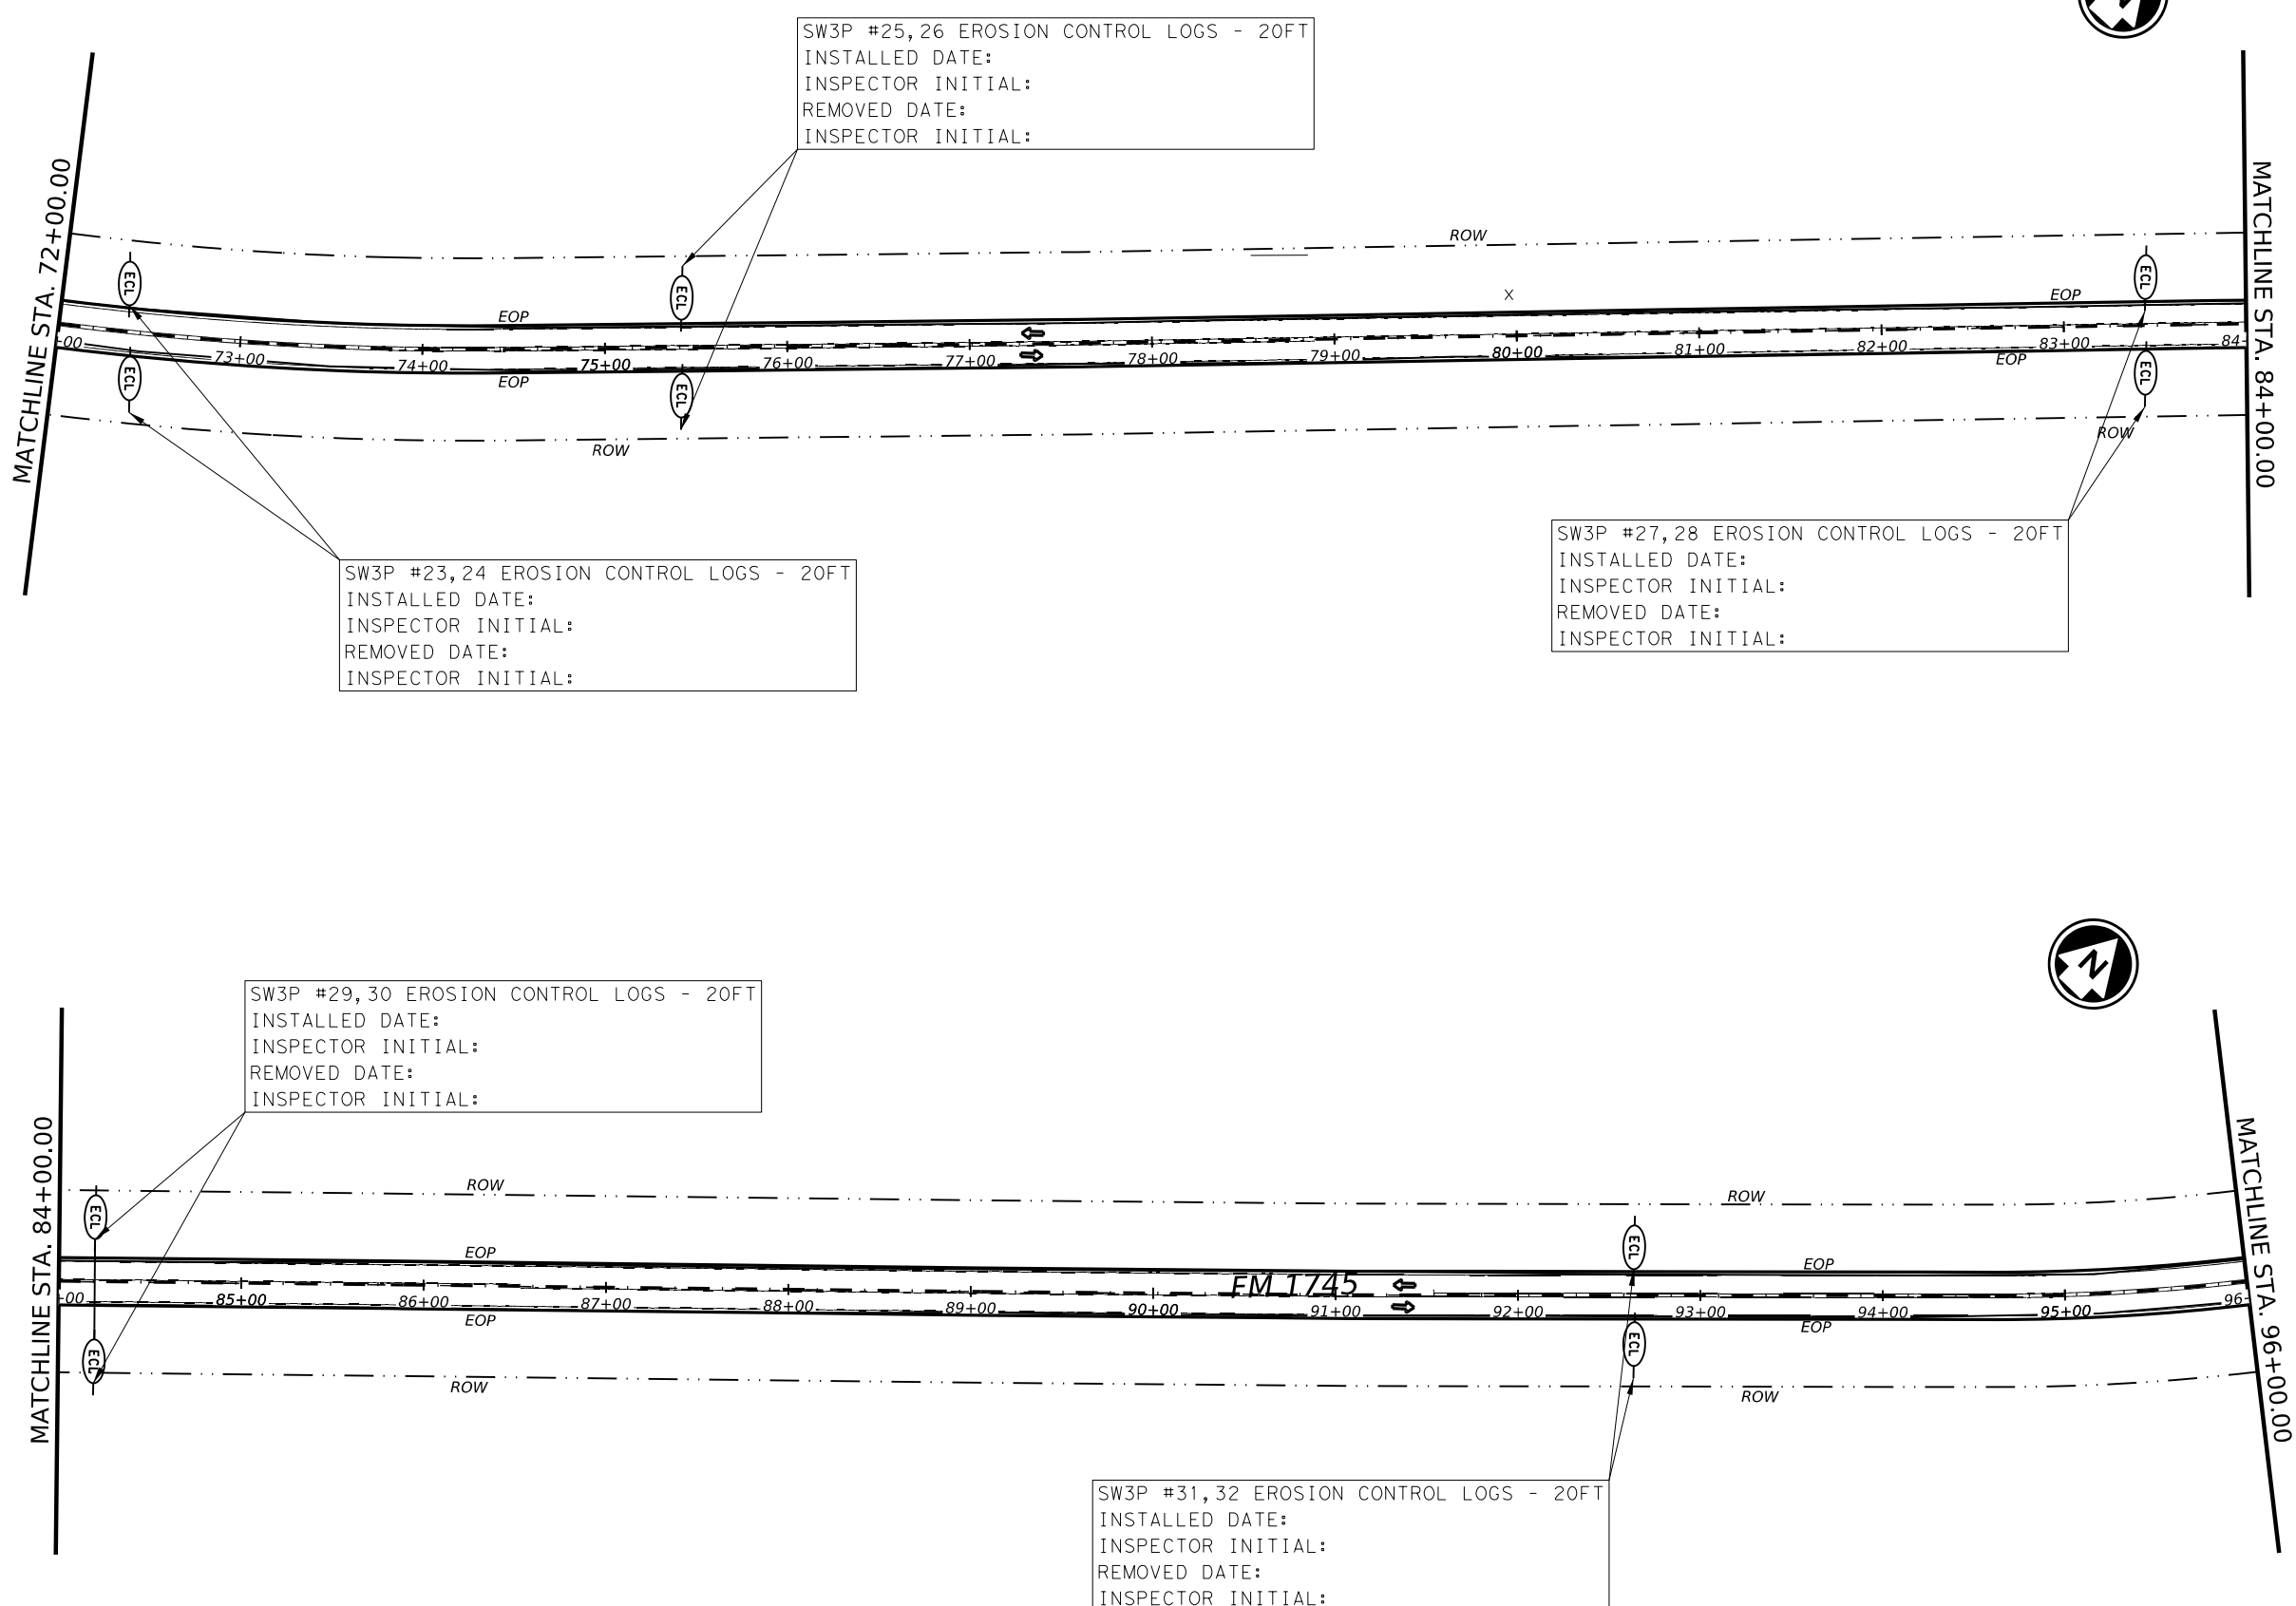 SW3P #25,26 EROSION CONTROL LOGS - 20FT
INSTALLED DATE:
INSPECTOR INITIAL:
REMOVED DATE:
INSPECTOR INITIAL:
MATCHLINE STA. 72+00.00
MATCHLINE STA. 84+00.00
ROW
ECL
ECL
ECL
X
EOP
EOP
+00
73+00
74+00
75+00
76+00
77+00
78+00
79+00
80+00
81+00
82+00
83+00
84+
EOP
EOP
ECL
ECL
ECL
ROW
ROW
SW3P #27,28 EROSION CONTROL LOGS - 20FT
INSTALLED DATE:
INSPECTOR INITIAL:
REMOVED DATE:
INSPECTOR INITIAL:
SW3P #23,24 EROSION CONTROL LOGS - 20FT
INSTALLED DATE:
INSPECTOR INITIAL:
REMOVED DATE:
INSPECTOR INITIAL:
N
SW3P #29,30 EROSION CONTROL LOGS - 20FT
INSTALLED DATE:
INSPECTOR INITIAL:
REMOVED DATE:
INSPECTOR INITIAL:
MATCHLINE STA. 84+00.00
MATCHLINE STA. 96+00.00
ROW
ROW
ECL
ECL
EOP
EOP
FM 1745
+00
85+00
86+00
87+00
88+00
89+00
90+00
91+00
92+00
93+00
94+00
95+00
96+
EOP
EOP
ECL
ECL
ROW
ROW
SW3P #31,32 EROSION CONTROL LOGS - 20FT
INSTALLED DATE:
INSPECTOR INITIAL:
REMOVED DATE:
INSPECTOR INITIAL: